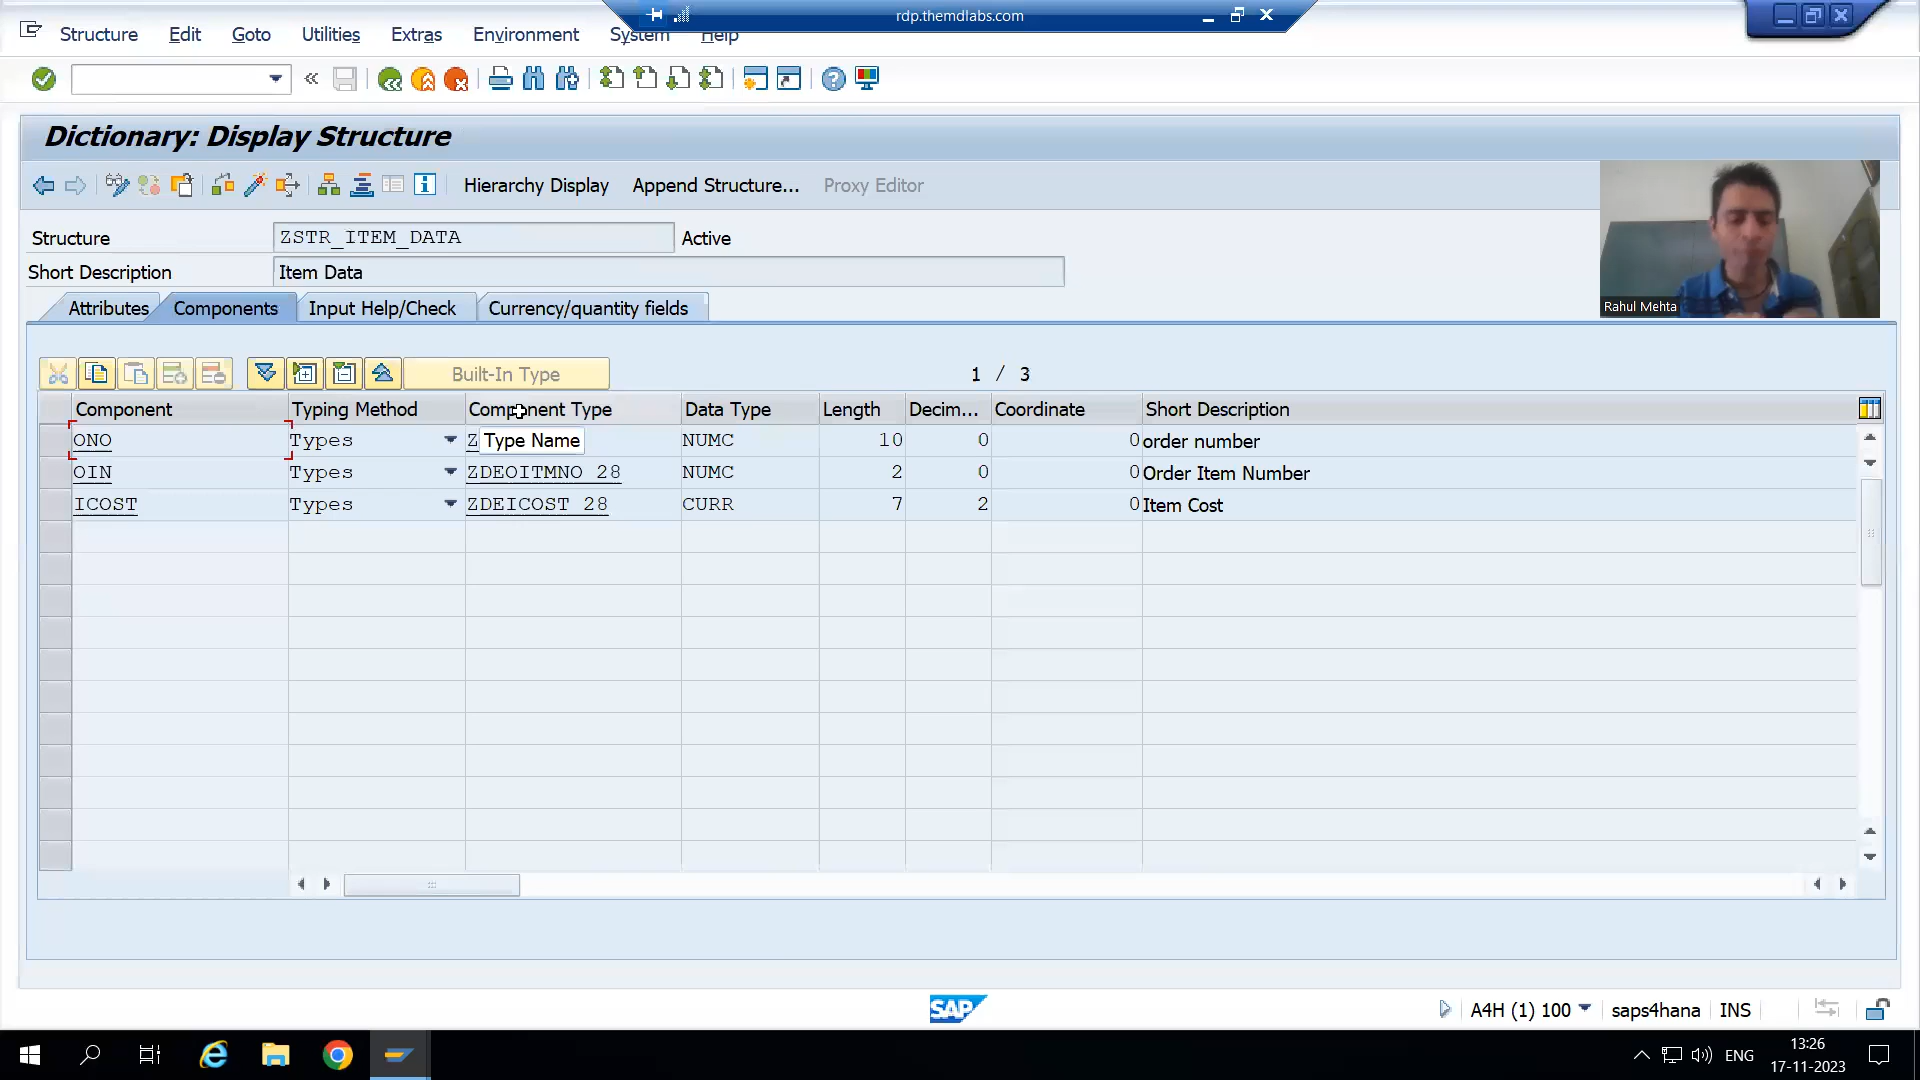 rdp.themdlabs.com
Structure Edit Goto Utilities Extras Environment System Help
Dictionary: Display Structure
Hierarchy Display Append Structure... Proxy Editor
Structure ZSTR_ITEM_DATA Active
Short Description Item Data
Rahul Mehta
Attributes Components Input Help/Check Currency/quantity fields
Built-In Type 1 / 3
Component Typing Method Component Type Data Type Length Decim... Coordinate Short Description
ONO Types Z Type Name NUMC 10 0 0 order number
OIN Types ZDEOITMNO_28 NUMC 2 0 0 Order Item Number
ICOST Types ZDEICOST_28 CURR 7 2 0 Item Cost
SAP A4H (1) 100 saps4hana INS
ENG 13:26
17-11-2023